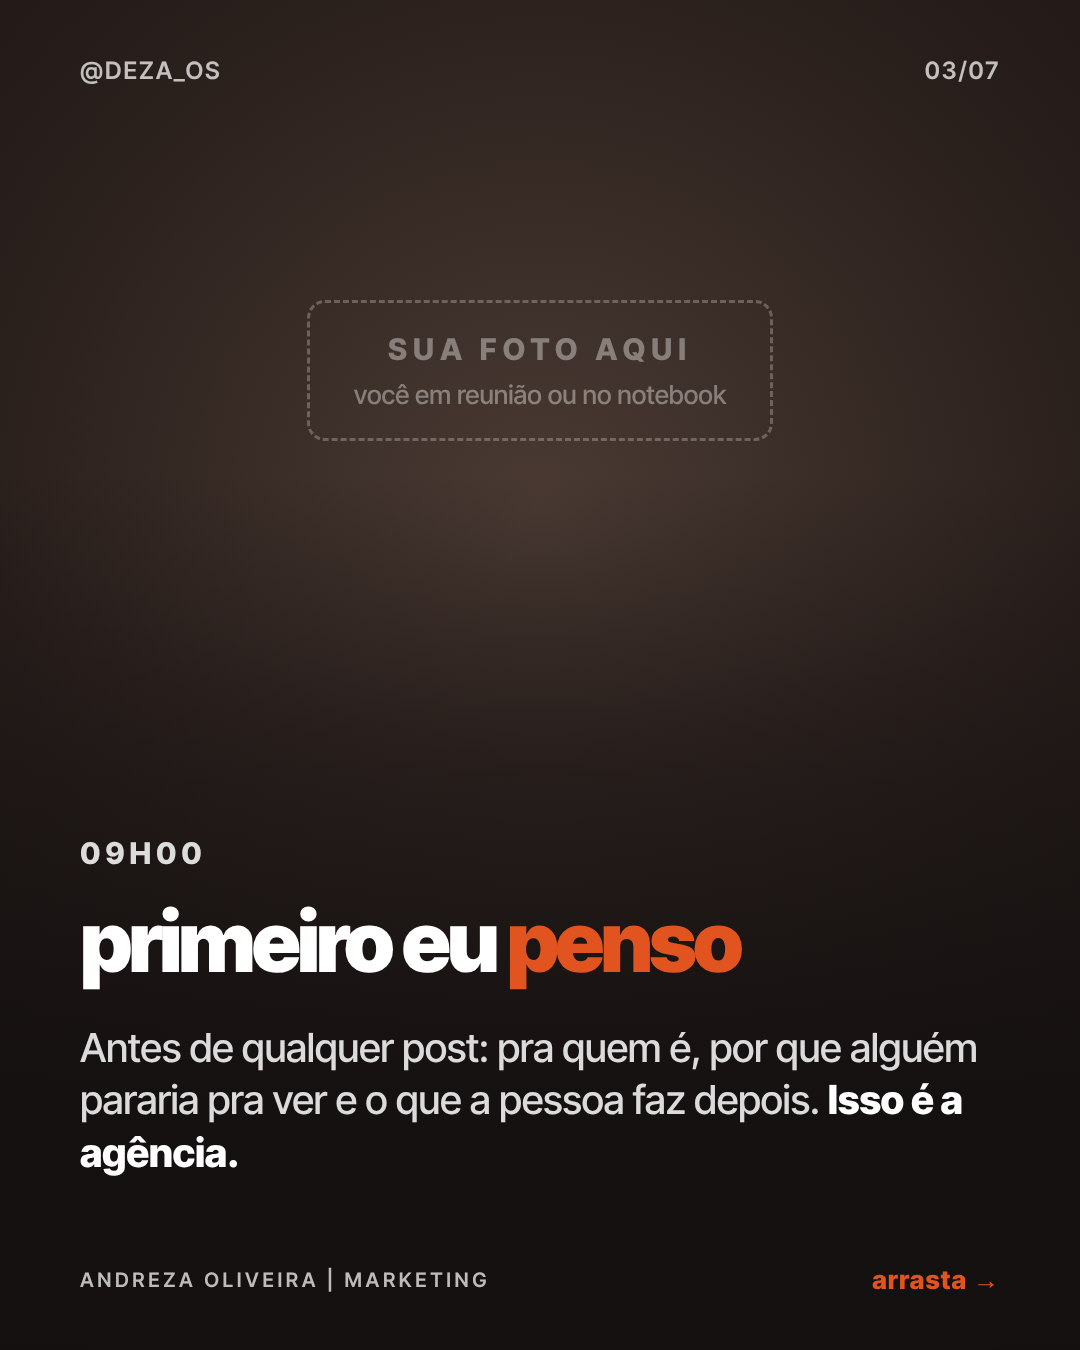 @DEZA_OS
03/07
SUA FOTO AQUI
você em reunião ou no notebook
09H00
primeiro eu penso
Antes de qualquer post: pra quem é, por que alguém
pararia pra ver e o que a pessoa faz depois. Isso é a
agência.
ANDREZA OLIVEIRA | MARKETING
arrasta →